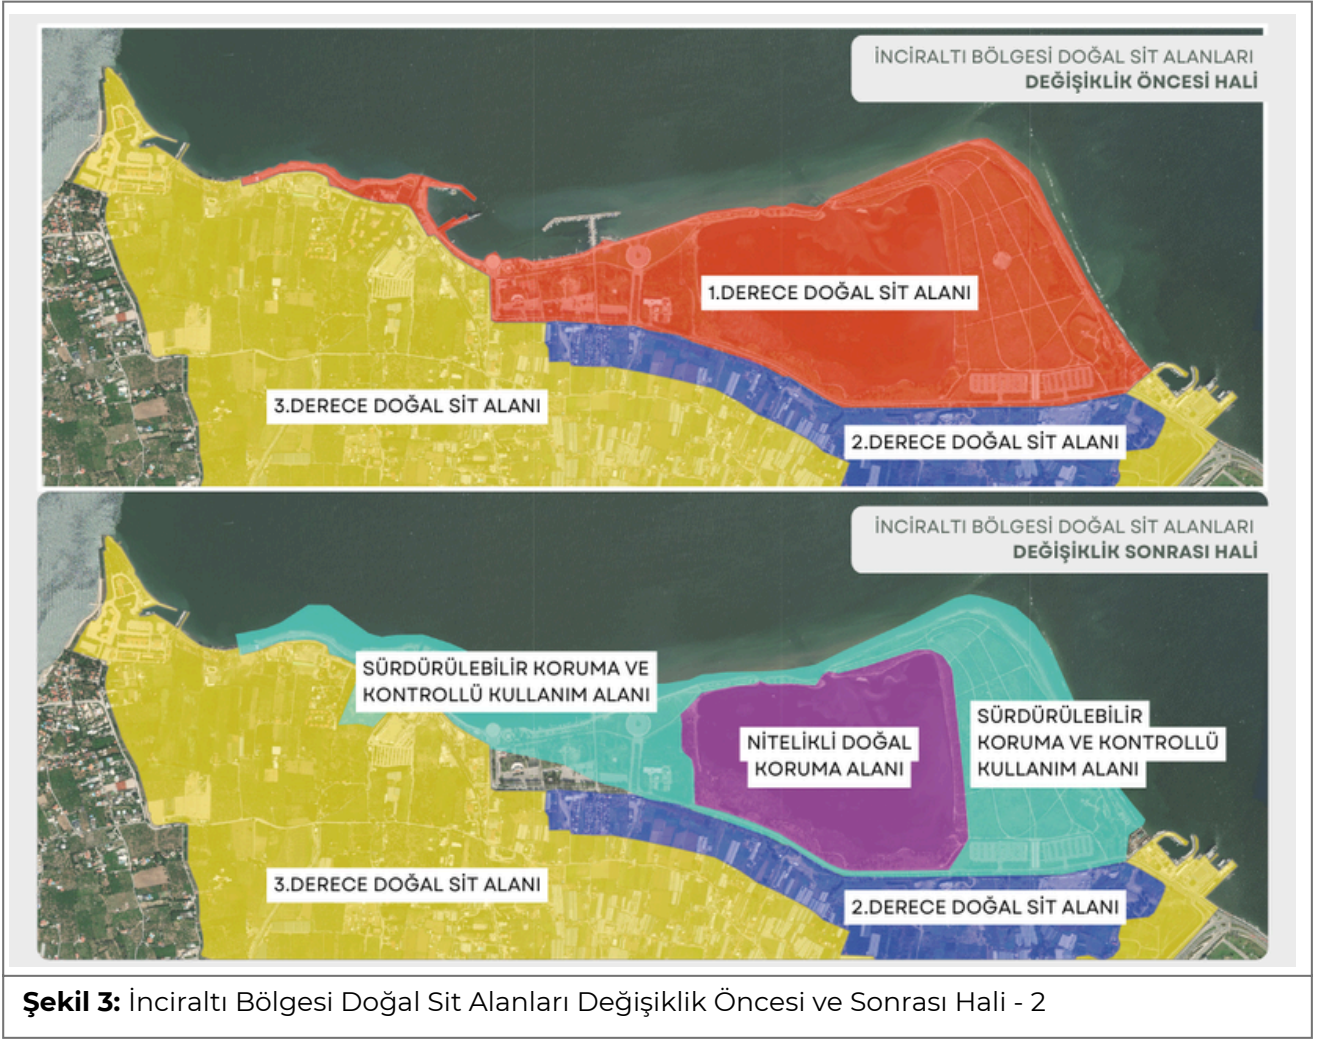 İNCİRALTI BÖLGESİ DOĞAL SİT ALANLARI
DEĞİŞİKLİK ÖNCESİ HALİ
1.DERECE DOĞAL SİT ALANI
3.DERECE DOĞAL SİT ALANI
2.DERECE DOĞAL SİT ALANI
İNCİRALTI BÖLGESİ DOĞAL SİT ALANLARI
DEĞİŞİKLİK SONRASI HALİ
SÜRDÜRÜLEBİLİR KORUMA VE
KONTROLLÜ KULLANIM ALANI
NİTELİKLİ DOĞAL
KORUMA ALANI
SÜRDÜRÜLEBİLİR
KORUMA VE KONTROLLÜ
KULLANIM ALANI
3.DERECE DOĞAL SİT ALANI
2.DERECE DOĞAL SİT ALANI
Şekil 3: İnciraltı Bölgesi Doğal Sit Alanları Değişiklik Öncesi ve Sonrası Hali - 2